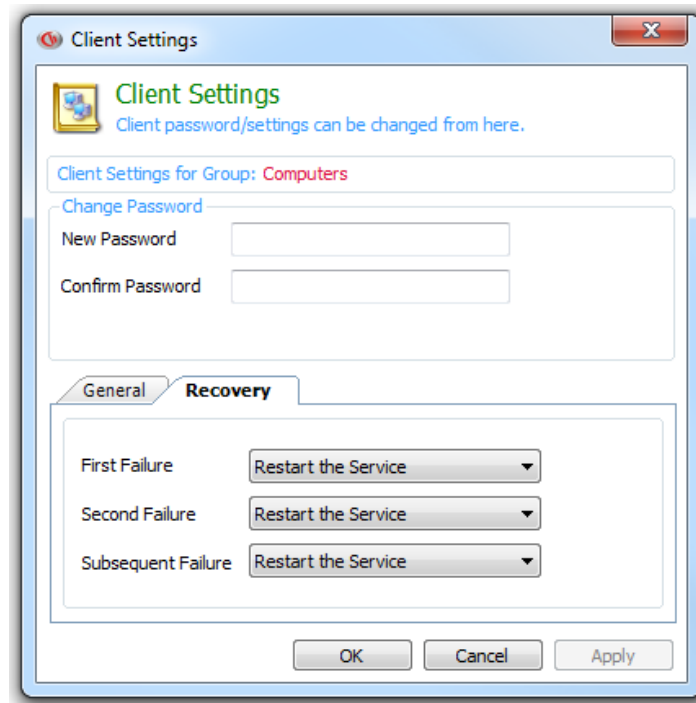 Client Settings
Client Settings
Client password/settings can be changed from here.
Client Settings for Group: Computers
Change Password
New Password
Confirm Password
General Recovery
First Failure Restart the Service
Second Failure Restart the Service
Subsequent Failure Restart the Service
OK Cancel Apply